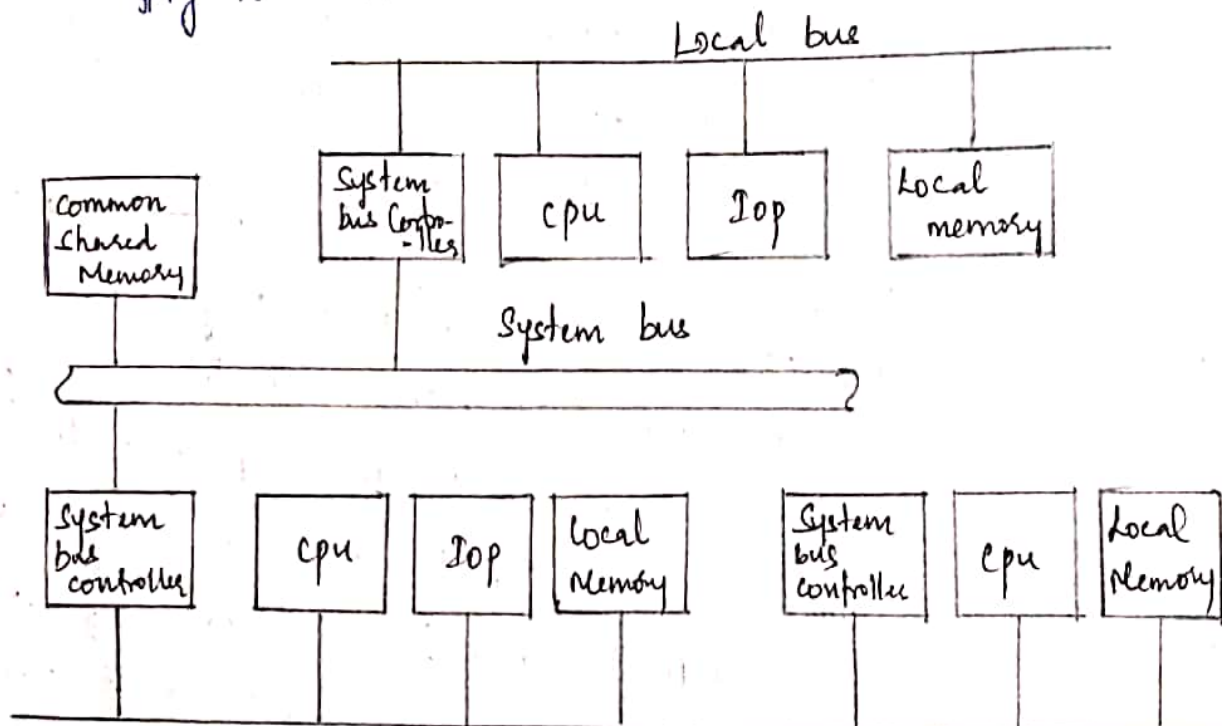 Local bus
System
bus Contro-
-ller
CPU
Iop
Local
memory
Common
Shared
Memory
System bus
System
bus
controller
CPU
Iop
Local
Memory
System
bus
controller
CPU
Local
Memory